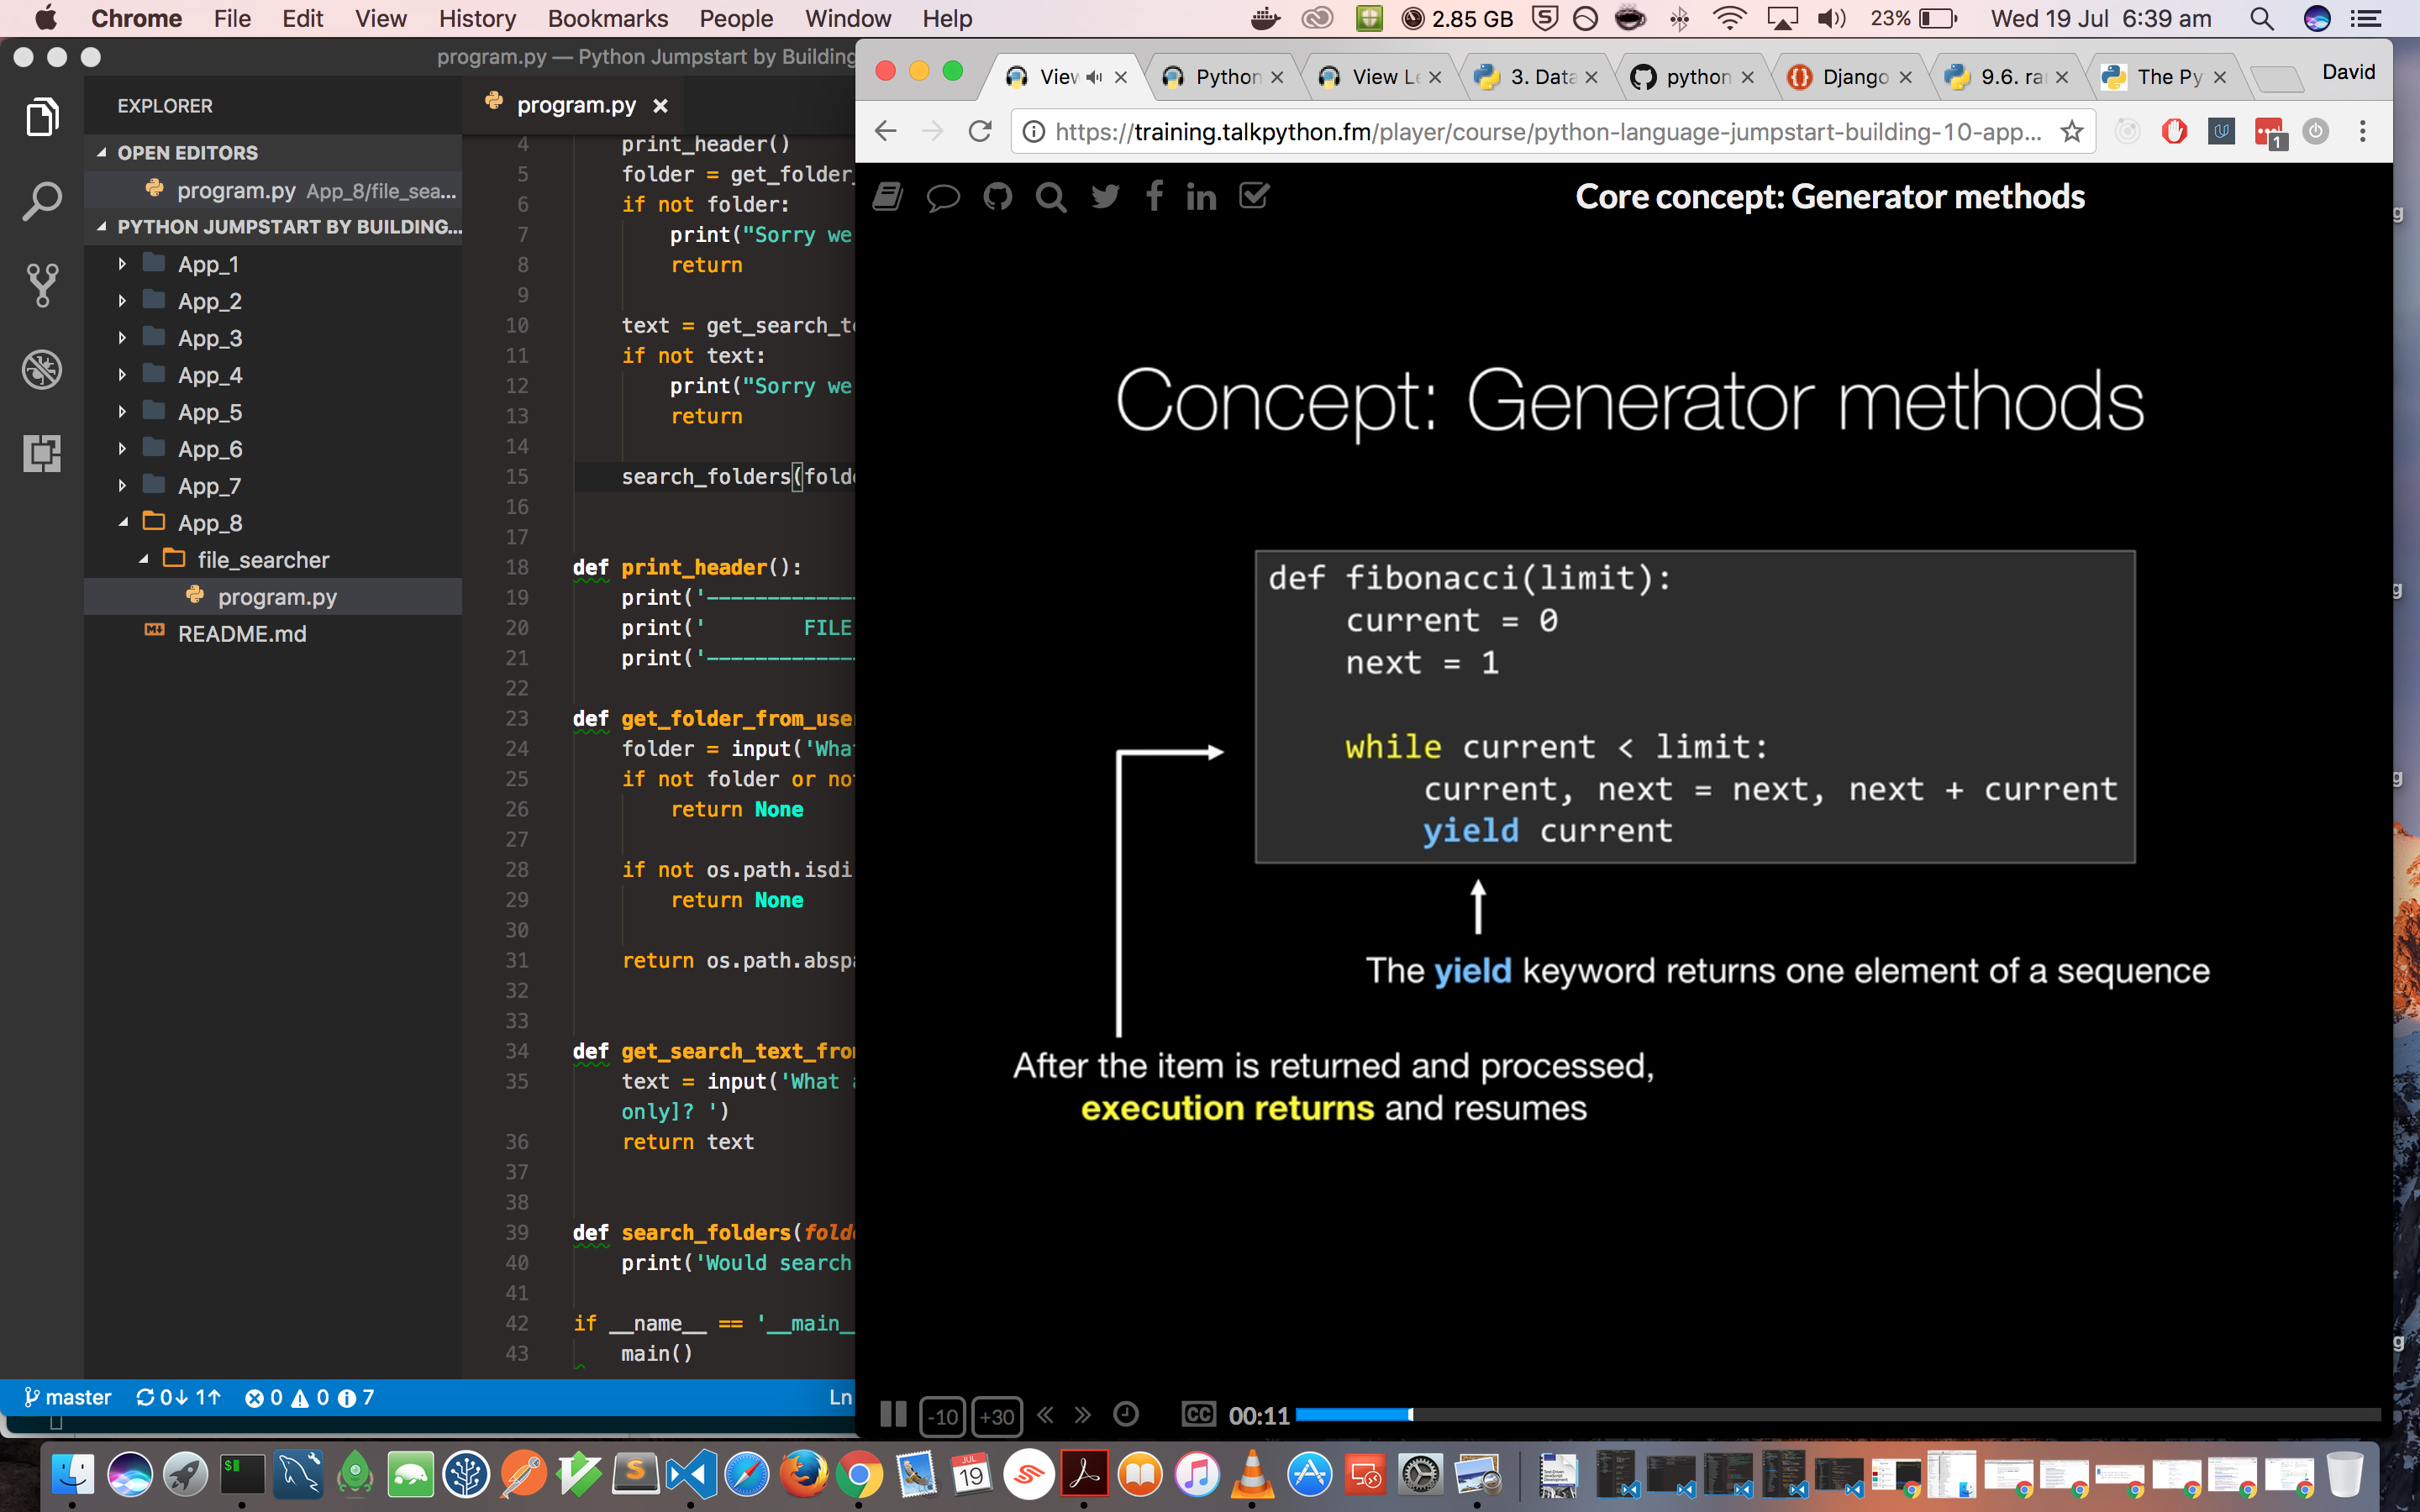 Chrome File Edit View History Bookmarks People Window Help 2.85 GB 23% Wed 19 Jul 6:39 am
program.py — Python Jumpstart by Building
EXPLORER
OPEN EDITORS
program.py App_8/file_sea...
PYTHON JUMPSTART BY BUILDING...
App_1
App_2
App_3
App_4
App_5
App_6
App_7
App_8
file_searcher
program.py
README.md
program.py
4 print_header()
5 folder = get_folder_
6 if not folder:
7 print("Sorry we
8 return
9
10 text = get_search_te
11 if not text:
12 print("Sorry we
13 return
14
15 search_folders(folde
16
17
18 def print_header():
19 print('-------------
20 print(' FILE
21 print('-------------
22
23 def get_folder_from_user
24 folder = input('What
25 if not folder or not
26 return None
27
28 if not os.path.isdi
29 return None
30
31 return os.path.abspa
32
33
34 def get_search_text_from
35 text = input('What a
only]? ')
36 return text
37
38
39 def search_folders(folde
40 print('Would search
41
42 if __name__ == '__main__
43 main()
master 0↓ 1↑ 0 0 7 Ln
View Python View Le 3. Data python Django 9.6. ra The Py David
https://training.talkpython.fm/player/course/python-language-jumpstart-building-10-app...
1
Core concept: Generator methods
Concept: Generator methods
def fibonacci(limit):
current = 0
next = 1
while current < limit:
current, next = next, next + current
yield current
The yield keyword returns one element of a sequence
After the item is returned and processed,
execution returns and resumes
-10 +30 CC 00:11
JUL
19